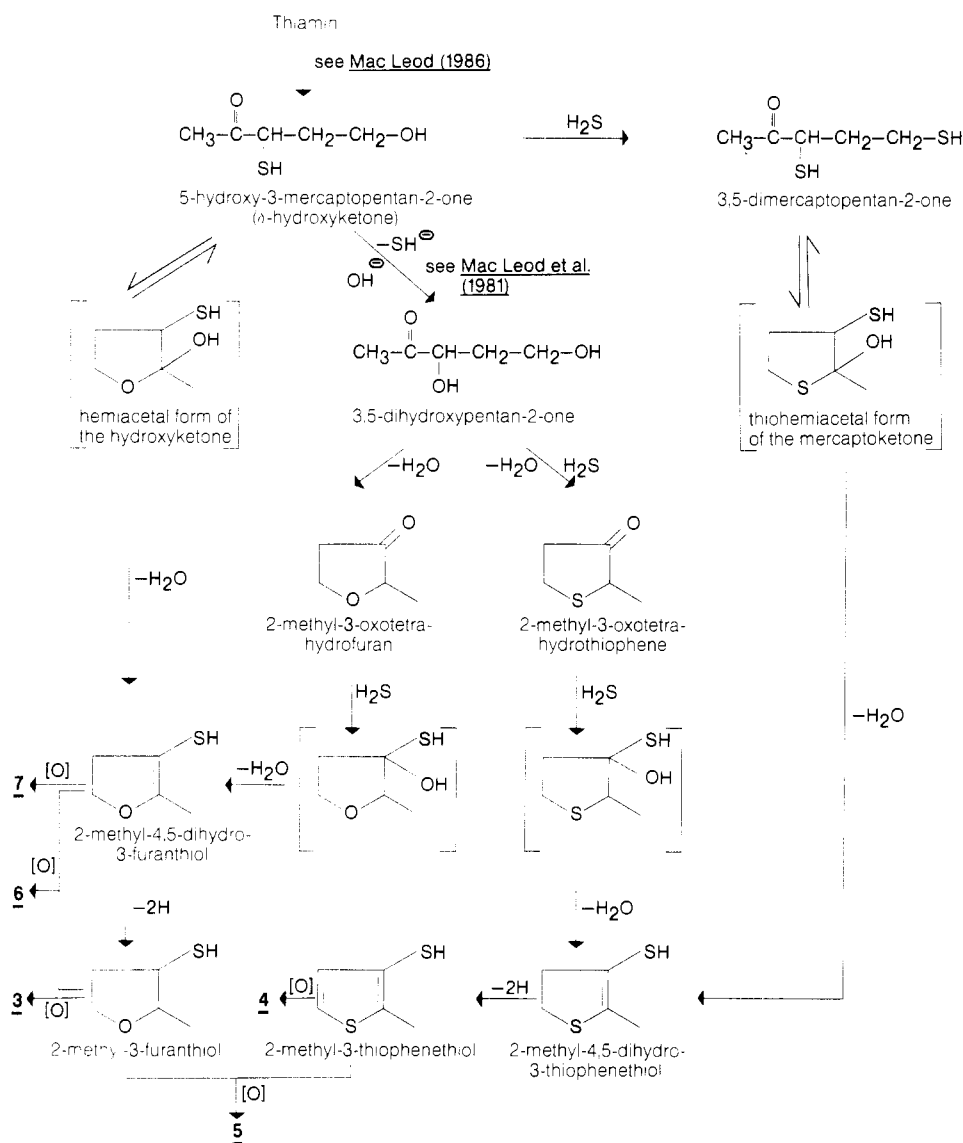 Thiamin
see Mac Leod (1986)
O
CH3–C–CH–CH2–CH2–OH
SH
5-hydroxy-3-mercaptopentan-2-one
(-hydroxyketone)
H2S
O
CH3–C–CH–CH2–CH2–SH
SH
3,5-dimercaptopentan-2-one
–SH⊖
OH⊖
see Mac Leod et al.
(1981)
SH
OH
O
hemiacetal form of
the hydroxyketone
O
CH3–C–CH–CH2–CH2–OH
OH
3,5-dihydroxypentan-2-one
SH
OH
S
thiohemiacetal form
of the mercaptoketone
–H2O
–H2O
H2S
O
O
2-methyl-3-oxotetra-
hydrofuran
O
S
2-methyl-3-oxotetra-
hydrothiophene
–H2O
H2S
H2S
–H2O
SH
O
2-methyl-4,5-dihydro-
3-furanthiol
[O]
7
[O]
6
–H2O
SH
OH
O
SH
OH
S
–2H
–H2O
SH
O
2-methyl-3-furanthiol
[O]
3
SH
S
2-methyl-3-thiophenethiol
[O]
4
–2H
SH
S
2-methyl-4,5-dihydro-
3-thiophenethiol
[O]
5